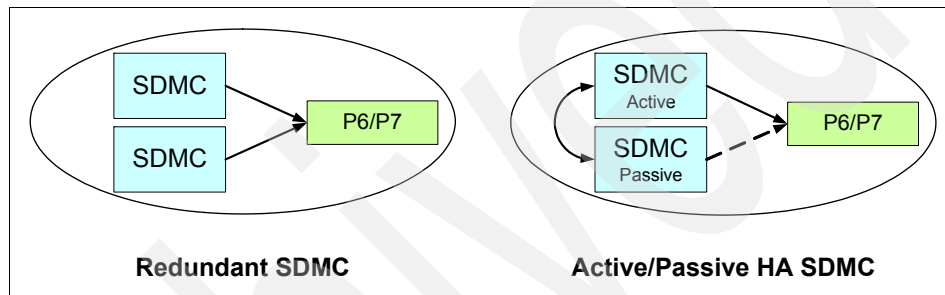 SDMC
SDMC
P6/P7
Redundant SDMC
SDMC
Active
SDMC
Passive
P6/P7
Active/Passive HA SDMC